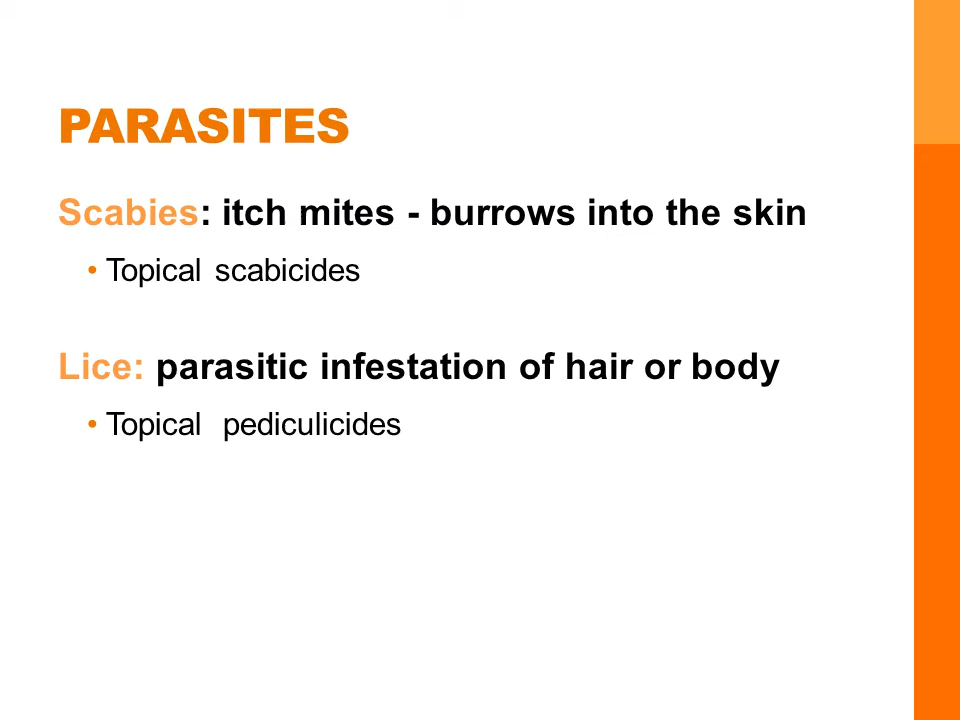 PARASITES
Scabies: itch mites - burrows into the skin
• Topical scabicides
Lice: parasitic infestation of hair or body
• Topical pediculicides